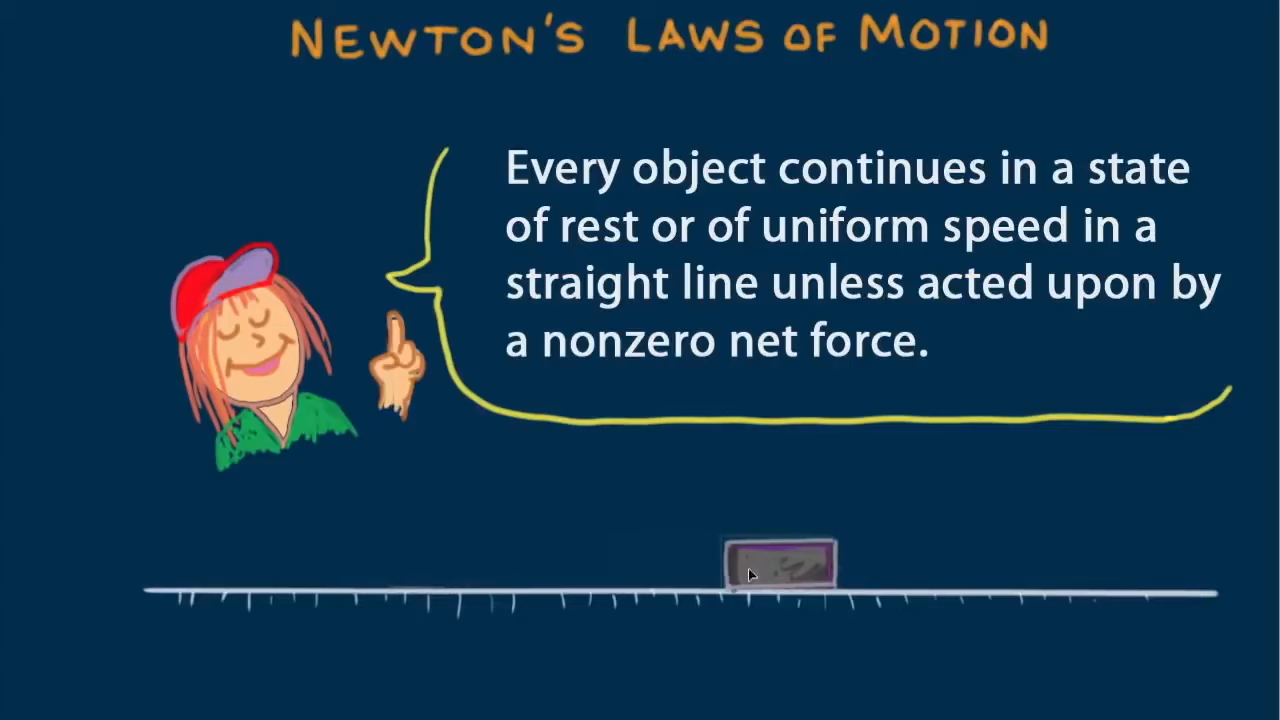 NEWTON'S LAWS OF MOTION
Every object continues in a state
of rest or of uniform speed in a
straight line unless acted upon by
a nonzero net force.